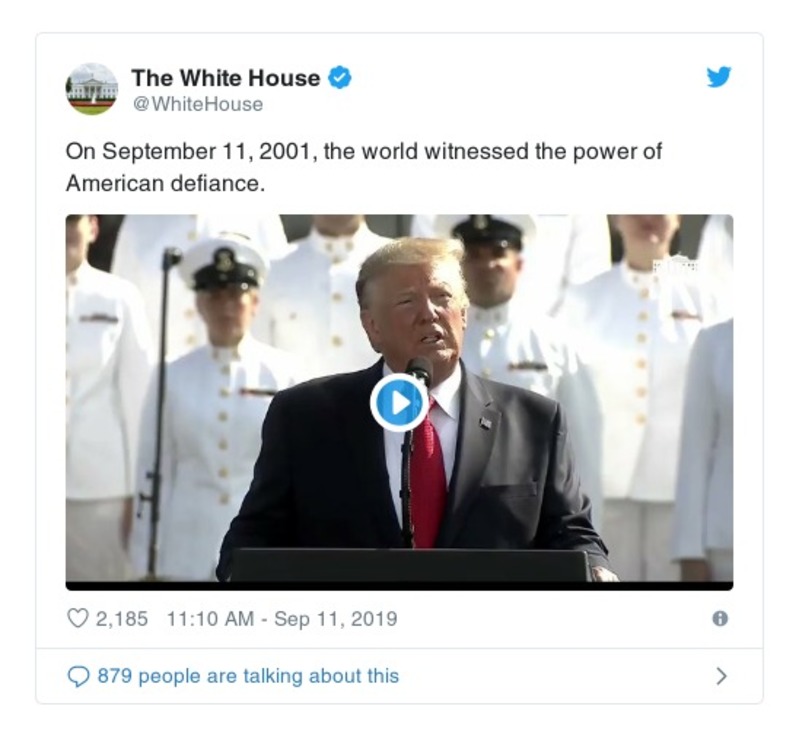 The White House
@WhiteHouse
On September 11, 2001, the world witnessed the power of
American defiance.
2,185 11:10 AM - Sep 11, 2019
879 people are talking about this